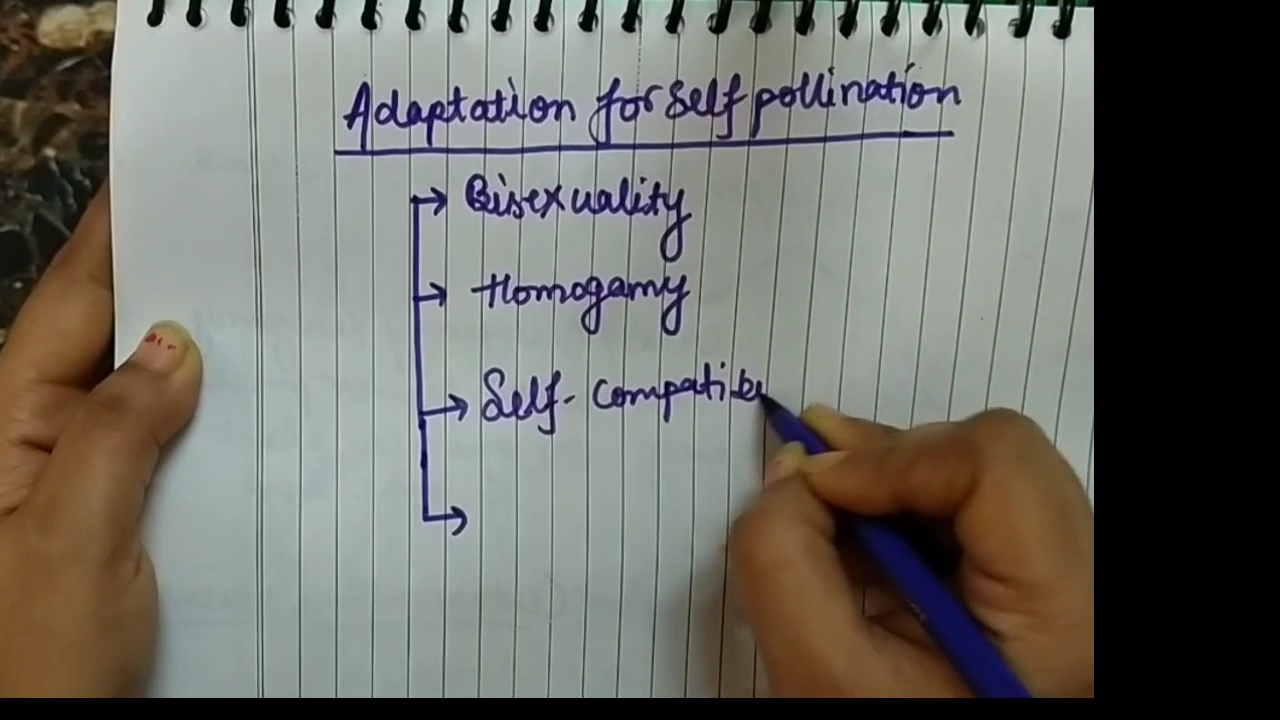 Adaptation for Self pollination
Bisexuality
Homogamy
Self-compatib